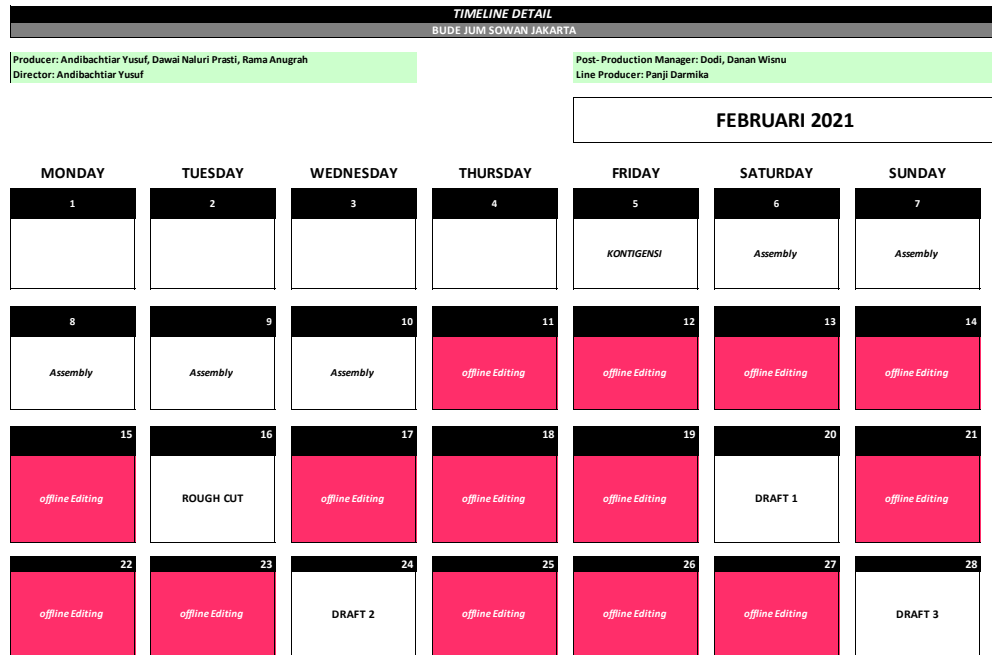 TIMELINE DETAIL
BUDE JUM SOWAN JAKARTA
Producer: Andibachtiar Yusuf, Dawai Naluri Prasti, Rama Anugrah
Director: Andibachtiar Yusuf
Post- Production Manager: Dodi, Danan Wisnu
Line Producer: Panji Darmika
FEBRUARI 2021
MONDAY TUESDAY WEDNESDAY THURSDAY FRIDAY SATURDAY SUNDAY
1 2 3 4 5 6 7
KONTIGENSI Assembly Assembly
8 9 10 11 12 13 14
Assembly Assembly Assembly offline Editing offline Editing offline Editing offline Editing
15 16 17 18 19 20 21
offline Editing ROUGH CUT offline Editing offline Editing offline Editing DRAFT 1 offline Editing
22 23 24 25 26 27 28
offline Editing offline Editing DRAFT 2 offline Editing offline Editing offline Editing DRAFT 3